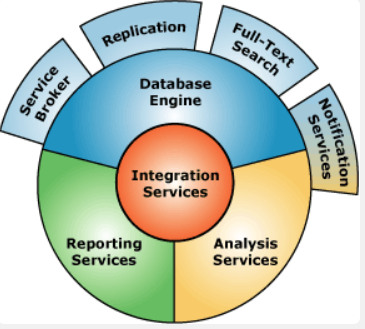 Service
Broker
Replication
Full-Text
Search
Notification
Services
Database
Engine
Integration
Services
Reporting
Services
Analysis
Services